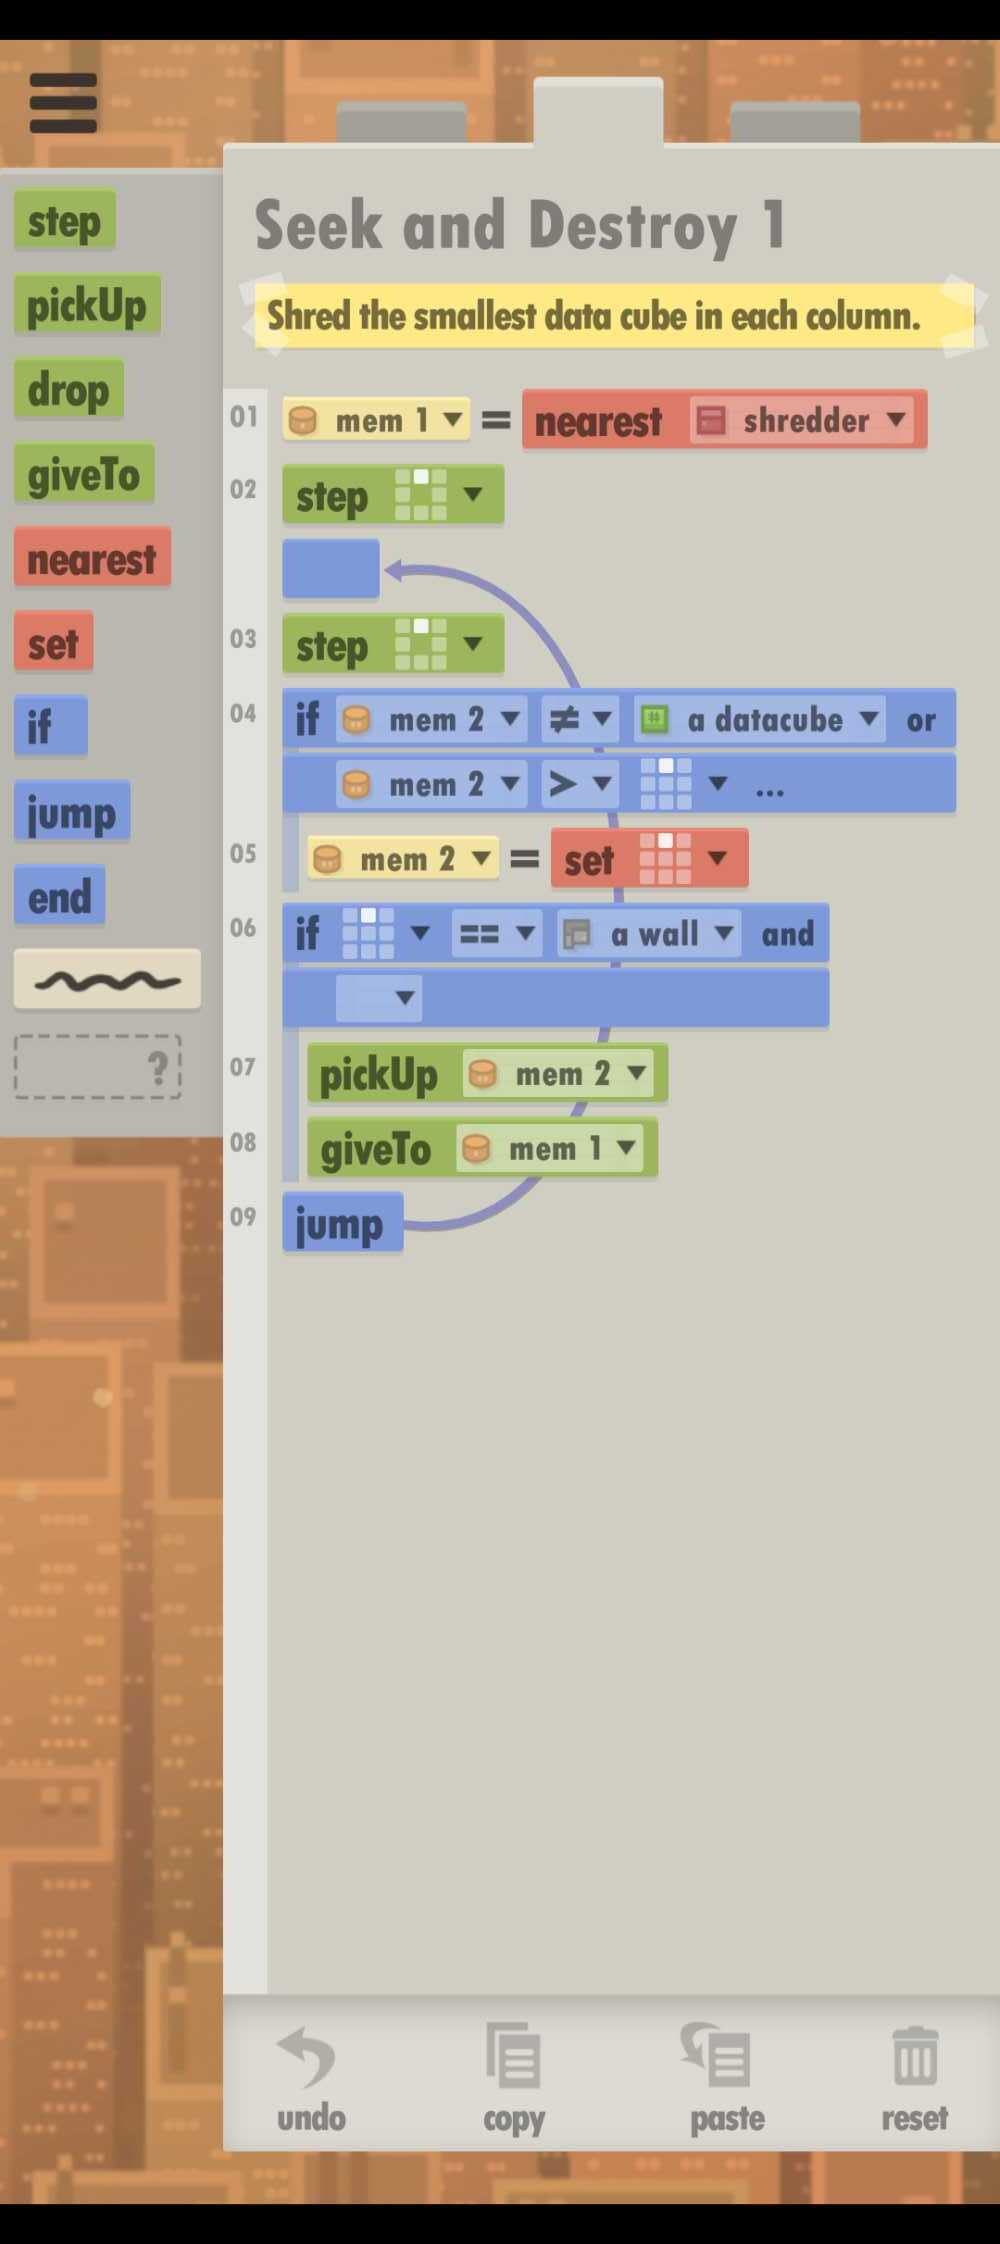 Seek and Destroy 1
Shred the smallest data cube in each column.
step
pickUp
drop
giveTo
nearest
set
if
jump
end
?
01 mem 1 = nearest shredder
02 step
03 step
04 if mem 2 ≠ a datacube or
mem 2 > ...
05 mem 2 = set
06 if == a wall and
07 pickUp mem 2
08 giveTo mem 1
09 jump
undo copy paste reset